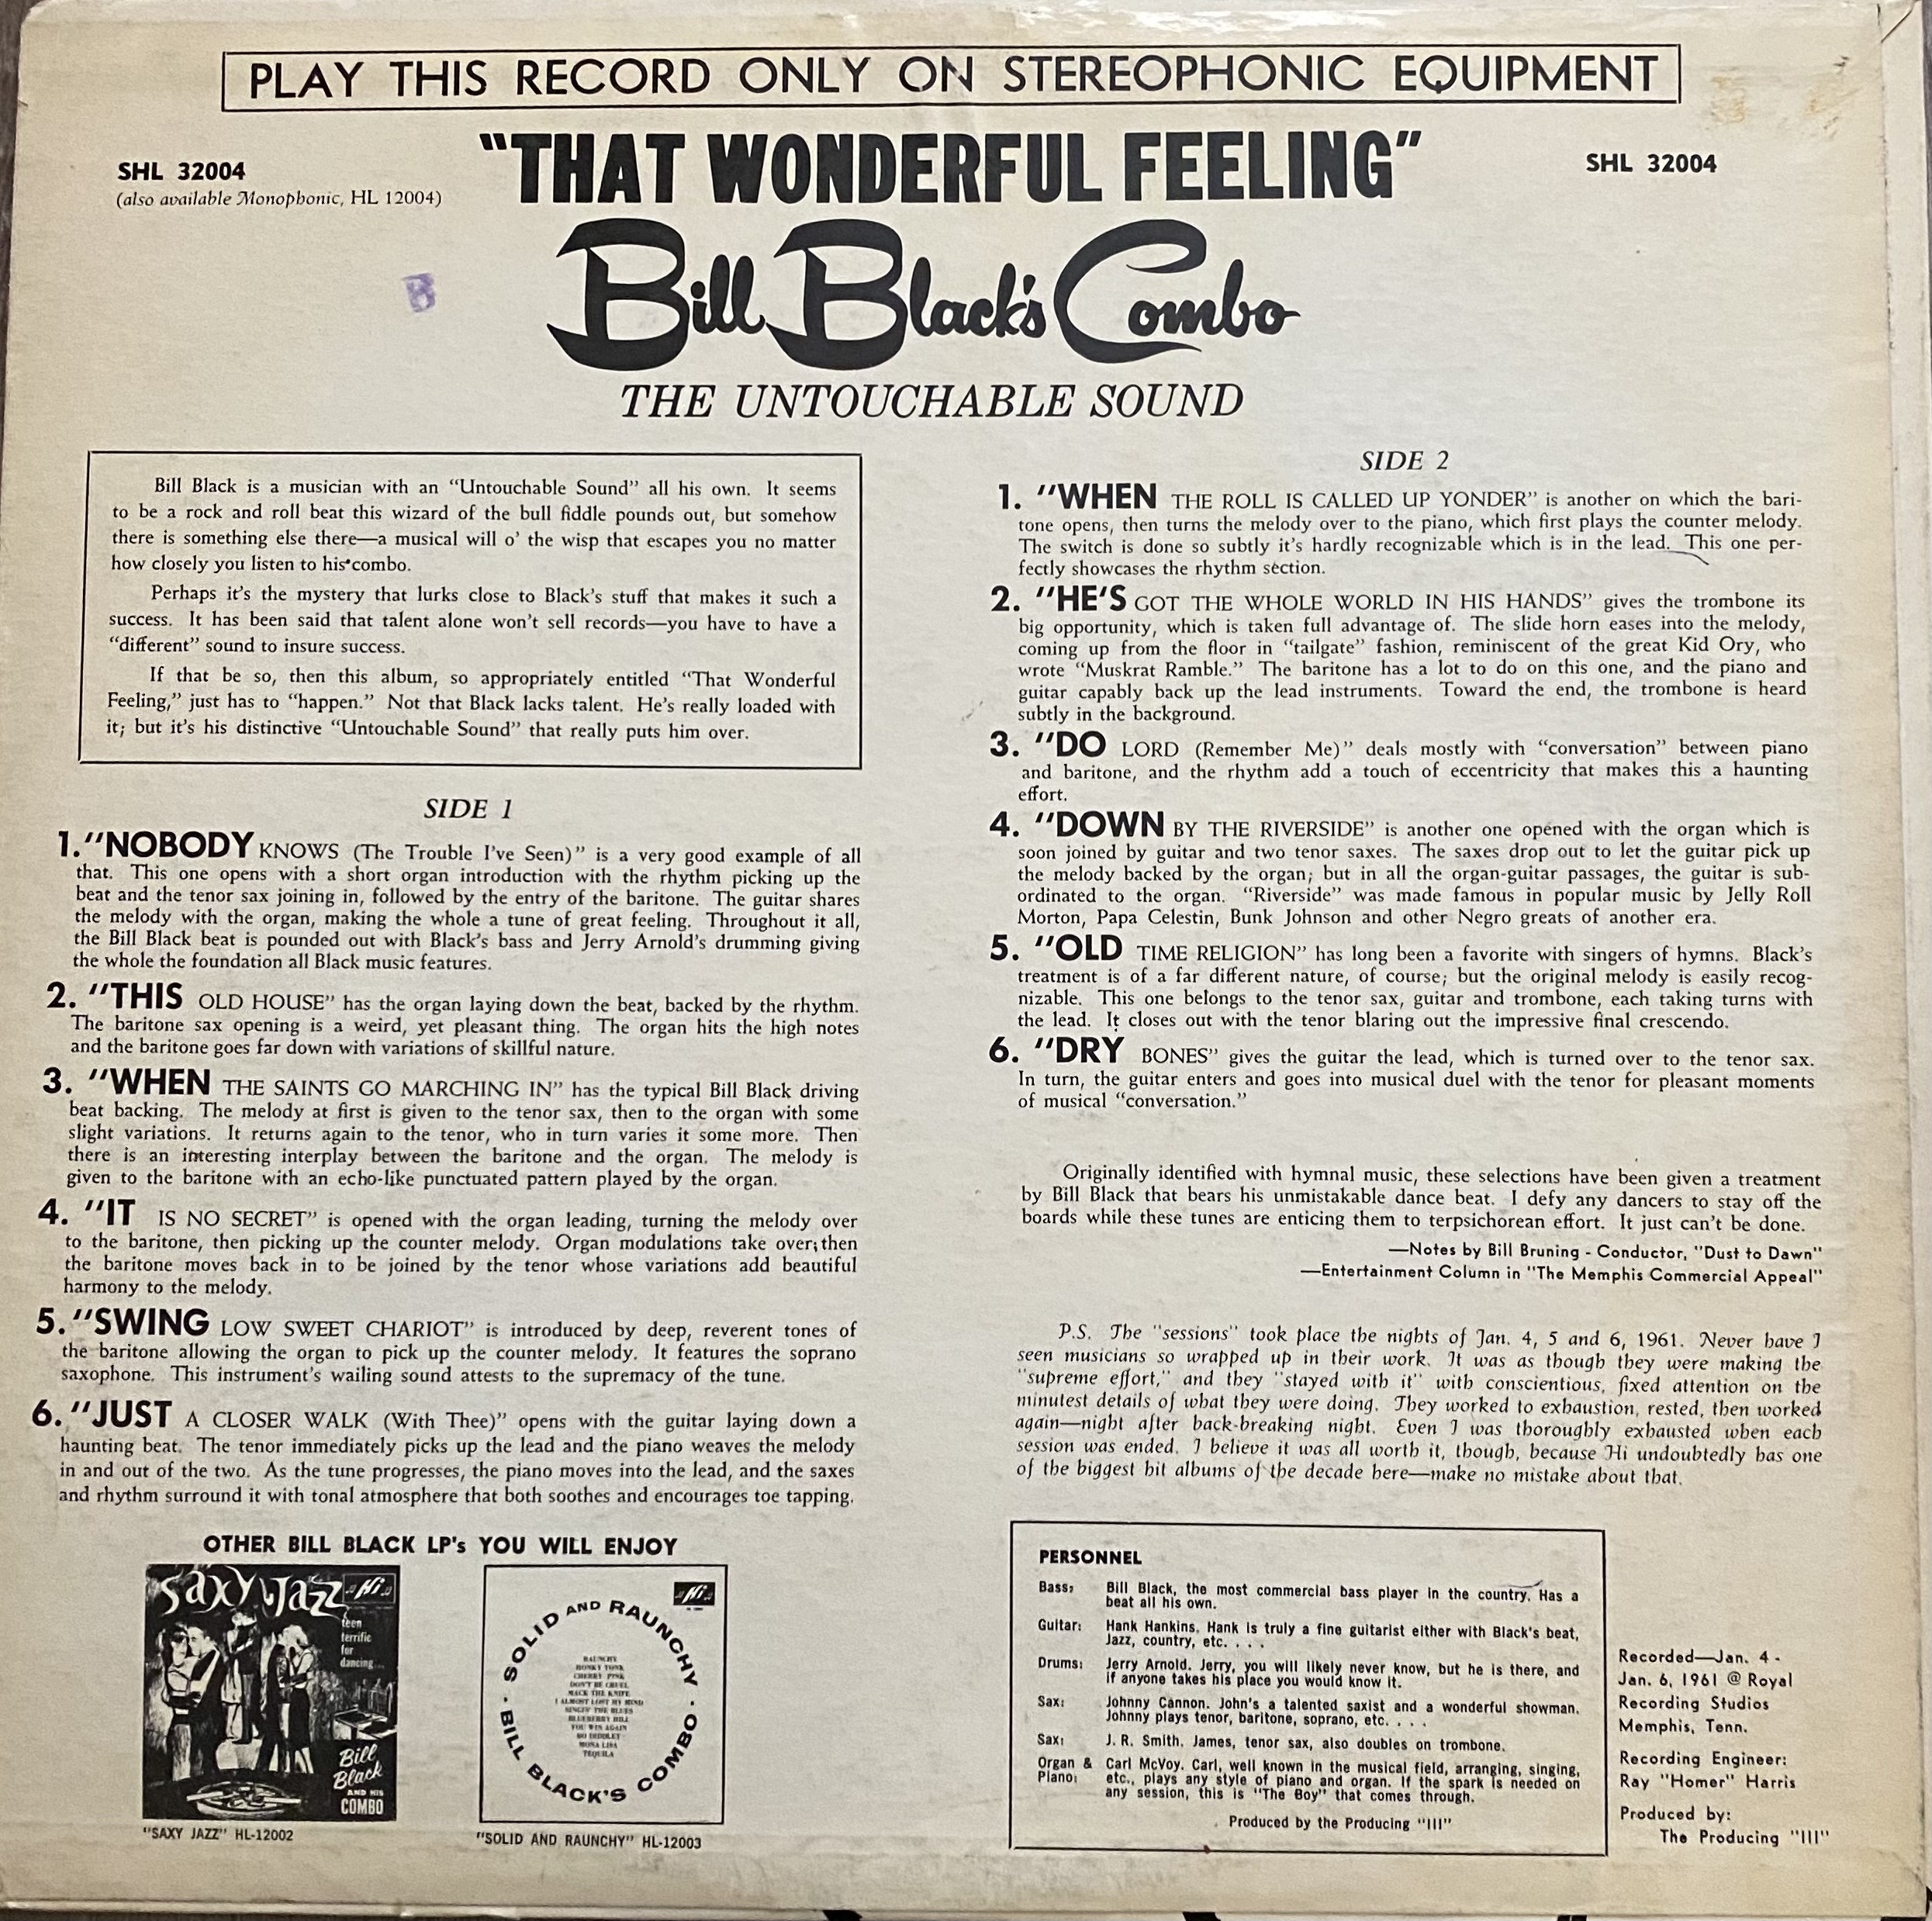 PLAY THIS RECORD ONLY ON STEREOPHONIC EQUIPMENT
"THAT WONDERFUL FEELING"
SHL 32004
(also available Monophonic, HL 12004)
SHL 32004
B
Bill Black's Combo
THE UNTOUCHABLE SOUND
Bill Black is a musician with an "Untouchable Sound" all his own. It seems
to be a rock and roll beat this wizard of the bull fiddle pounds out, but somehow
there is something else there—a musical will o' the wisp that escapes you no matter
how closely you listen to his combo.
Perhaps it's the mystery that lurks close to Black's stuff that makes it such a
success. It has been said that talent alone won't sell records—you have to have a
"different" sound to insure success.
If that be so, then this album, so appropriately entitled "That Wonderful
Feeling," just has to "happen." Not that Black lacks talent. He's really loaded with
it; but it's his distinctive "Untouchable Sound" that really puts him over.
SIDE 1
1. "NOBODY KNOWS (The Trouble I've Seen)" is a very good example of all
that. This one opens with a short organ introduction with the rhythm picking up the
beat and the tenor sax joining in, followed by the entry of the baritone. The guitar shares
the melody with the organ, making the whole a tune of great feeling. Throughout it all,
the Bill Black beat is pounded out with Black's bass and Jerry Arnold's drumming giving
the whole the foundation all Black music features.
2. "THIS OLD HOUSE" has the organ laying down the beat, backed by the rhythm.
The baritone sax opening is a weird, yet pleasant thing. The organ hits the high notes
and the baritone goes far down with variations of skillful nature.
3. "WHEN THE SAINTS GO MARCHING IN" has the typical Bill Black driving
beat backing. The melody at first is given to the tenor sax, then to the organ with some
slight variations. It returns again to the tenor, who in turn varies it some more. Then
there is an interesting interplay between the baritone and the organ. The melody is
given to the baritone with an echo-like punctuated pattern played by the organ.
4. "IT IS NO SECRET" is opened with the organ leading, turning the melody over
to the baritone, then picking up the counter melody. Organ modulations take over; then
the baritone moves back in to be joined by the tenor whose variations add beautiful
harmony to the melody.
5. "SWING LOW SWEET CHARIOT" is introduced by deep, reverent tones of
the baritone allowing the organ to pick up the counter melody. It features the soprano
saxophone. This instrument's wailing sound attests to the supremacy of the tune.
6. "JUST A CLOSER WALK (With Thee)" opens with the guitar laying down a
haunting beat. The tenor immediately picks up the lead and the piano weaves the melody
in and out of the two. As the tune progresses, the piano moves into the lead, and the saxes
and rhythm surround it with tonal atmosphere that both soothes and encourages toe tapping.
OTHER BILL BLACK LP's YOU WILL ENJOY
Saxy Jazz
Hi
teen
terrific
for
dancing...
Bill
Black
AND HIS
COMBO
"SAXY JAZZ" HL-12002
Hi
SOLID AND RAUNCHY
BILL BLACK'S COMBO
RAUNCHY
HONKY TONK
CHERRY PINK
DON'T BE CRUEL
MACK THE KNIFE
I ALMOST LOST MY MIND
SINGIN' THE BLUES
BLUEBERRY HILL
YOU WIN AGAIN
BO DIDDLEY
MONA LISA
TEQUILA
"SOLID AND RAUNCHY" HL-12003
SIDE 2
1. "WHEN THE ROLL IS CALLED UP YONDER" is another on which the bari-
tone opens, then turns the melody over to the piano, which first plays the counter melody.
The switch is done so subtly it's hardly recognizable which is in the lead. This one per-
fectly showcases the rhythm section.
2. "HE'S GOT THE WHOLE WORLD IN HIS HANDS" gives the trombone its
big opportunity, which is taken full advantage of. The slide horn eases into the melody,
coming up from the floor in "tailgate" fashion, reminiscent of the great Kid Ory, who
wrote "Muskrat Ramble." The baritone has a lot to do on this one, and the piano and
guitar capably back up the lead instruments. Toward the end, the trombone is heard
subtly in the background.
3. "DO LORD (Remember Me)" deals mostly with "conversation" between piano
and baritone, and the rhythm add a touch of eccentricity that makes this a haunting
effort.
4. "DOWN BY THE RIVERSIDE" is another one opened with the organ which is
soon joined by guitar and two tenor saxes. The saxes drop out to let the guitar pick up
the melody backed by the organ; but in all the organ-guitar passages, the guitar is sub-
ordinated to the organ. "Riverside" was made famous in popular music by Jelly Roll
Morton, Papa Celestin, Bunk Johnson and other Negro greats of another era.
5. "OLD TIME RELIGION" has long been a favorite with singers of hymns. Black's
treatment is of a far different nature, of course; but the original melody is easily recog-
nizable. This one belongs to the tenor sax, guitar and trombone, each taking turns with
the lead. It closes out with the tenor blaring out the impressive final crescendo.
6. "DRY BONES" gives the guitar the lead, which is turned over to the tenor sax.
In turn, the guitar enters and goes into musical duel with the tenor for pleasant moments
of musical "conversation."
Originally identified with hymnal music, these selections have been given a treatment
by Bill Black that bears his unmistakable dance beat. I defy any dancers to stay off the
boards while these tunes are enticing them to terpsichorean effort. It just can't be done.
—Notes by Bill Bruning - Conductor, "Dust to Dawn"
—Entertainment Column in "The Memphis Commercial Appeal"
P.S. The "sessions" took place the nights of Jan. 4, 5 and 6, 1961. Never have I
seen musicians so wrapped up in their work. It was as though they were making the
"supreme effort," and they "stayed with it" with conscientious, fixed attention on the
minutest details of what they were doing. They worked to exhaustion, rested, then worked
again—night after back-breaking night. Even I was thoroughly exhausted when each
session was ended. I believe it was all worth it, though, because Hi undoubtedly has one
of the biggest hit albums of the decade here—make no mistake about that.
PERSONNEL
Bass: Bill Black, the most commercial bass player in the country. Has a
beat all his own.
Guitar: Hank Hankins. Hank is truly a fine guitarist either with Black's beat,
Jazz, country, etc. . . .
Drums: Jerry Arnold. Jerry, you will likely never know, but he is there, and
if anyone takes his place you would know it.
Sax: Johnny Cannon. John's a talented saxist and a wonderful showman.
Johnny plays tenor, baritone, soprano, etc. . . .
Sax: J. R. Smith. James, tenor sax, also doubles on trombone.
Organ & Carl McVoy. Carl, well known in the musical field, arranging, singing,
Piano: etc., plays any style of piano and organ. If the spark is needed on
any session, this is "The Boy" that comes through.
Produced by the Producing "III"
Recorded—Jan. 4 -
Jan. 6, 1961 @ Royal
Recording Studios
Memphis, Tenn.
Recording Engineer:
Ray "Homer" Harris
Produced by:
The Producing "III"